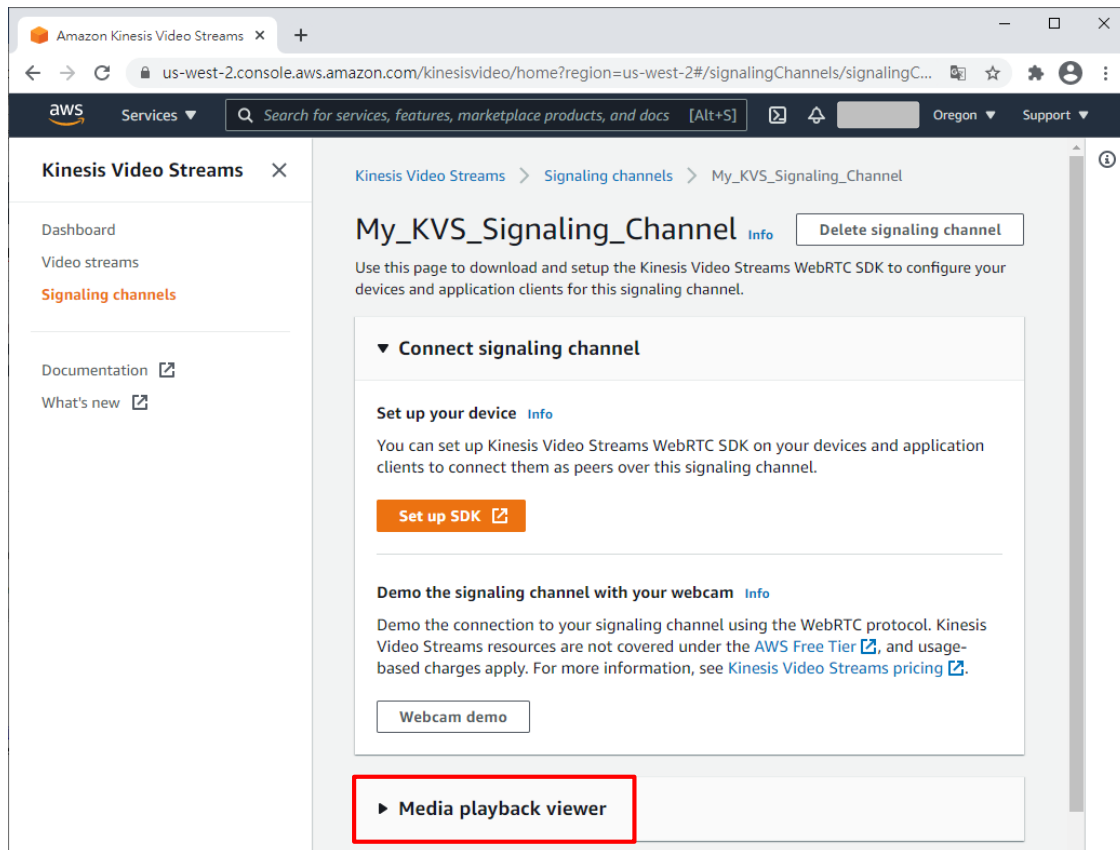 Amazon Kinesis Video Streams
us-west-2.console.aws.amazon.com/kinesisvideo/home?region=us-west-2#/signalingChannels/signalingC...
aws
Services
Search for services, features, marketplace products, and docs [Alt+S]
Oregon
Support
Kinesis Video Streams
Dashboard
Video streams
Signaling channels
Documentation
What's new
Kinesis Video Streams > Signaling channels > My_KVS_Signaling_Channel
My_KVS_Signaling_Channel Info
Delete signaling channel
Use this page to download and setup the Kinesis Video Streams WebRTC SDK to configure your
devices and application clients for this signaling channel.
Connect signaling channel
Set up your device Info
You can set up Kinesis Video Streams WebRTC SDK on your devices and application
clients to connect them as peers over this signaling channel.
Set up SDK
Demo the signaling channel with your webcam Info
Demo the connection to your signaling channel using the WebRTC protocol. Kinesis
Video Streams resources are not covered under the AWS Free Tier, and usage-
based charges apply. For more information, see Kinesis Video Streams pricing.
Webcam demo
Media playback viewer